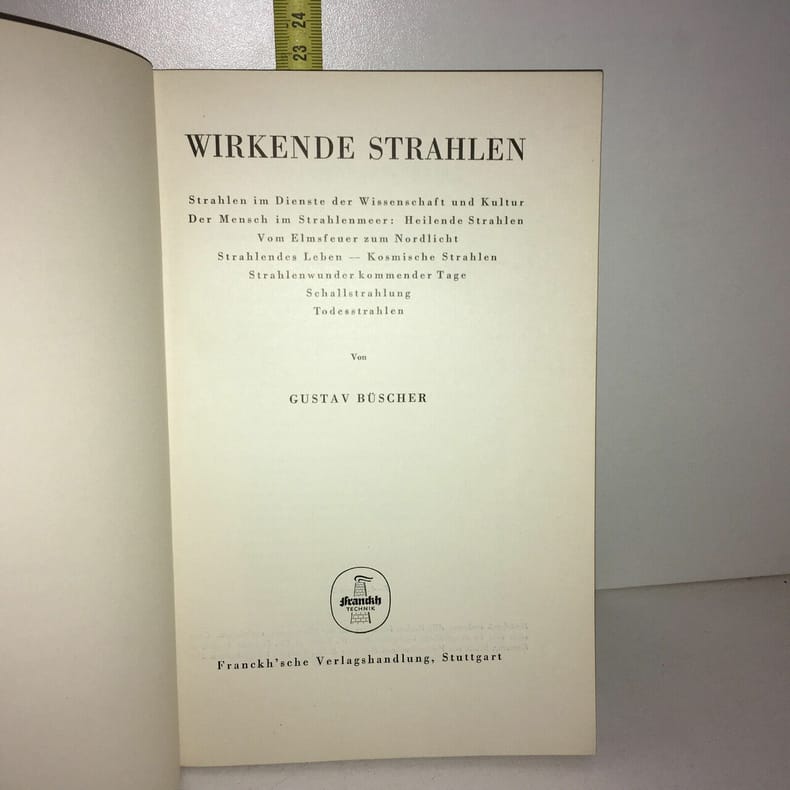 24
23
WIRKENDE STRAHLEN
Strahlen im Dienste der Wissenschaft und Kultur
Der Mensch im Strahlenmeer: Heilende Strahlen
Vom Elmsfeuer zum Nordlicht
Strahlendes Leben — Kosmische Strahlen
Strahlenwunder kommender Tage
Schallstrahlung
Todesstrahlen
Von
GUSTAV BÜSCHER
Franckh
TECHNIK
Franckh'sche Verlagshandlung, Stuttgart